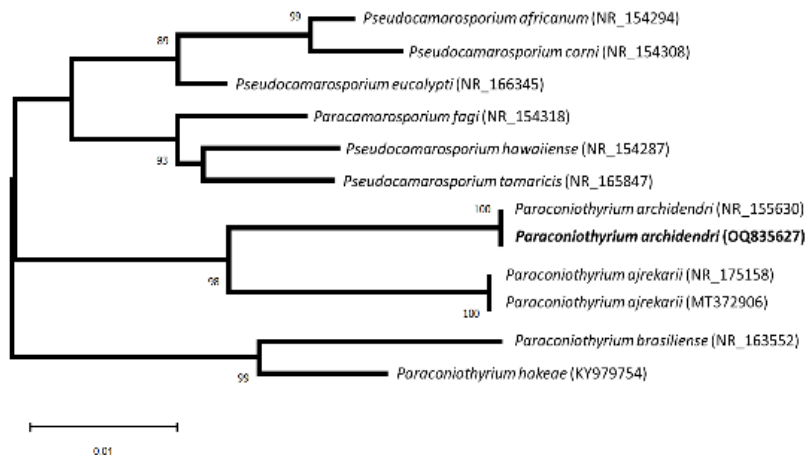 99
Pseudocamarosporium africanum (NR_154294)
89
Pseudocamarosporium corni (NR_154308)
Pseudocamarosporium eucalypti (NR_166345)
Paracamarosporium fagi (NR_154318)
93
Pseudocamarosporium hawaiiense (NR_154287)
Pseudocamarosporium tamaricis (NR_165847)
100
Paraconiothyrium archidendri (NR_155630)
Paraconiothyrium archidendri (OQ835627)
98
Paraconiothyrium ajrekarii (NR_175158)
Paraconiothyrium ajrekarii (MT372906)
100
Paraconiothyrium brasiliense (NR_163552)
99
Paraconiothyrium hakeae (KY979754)
0.01